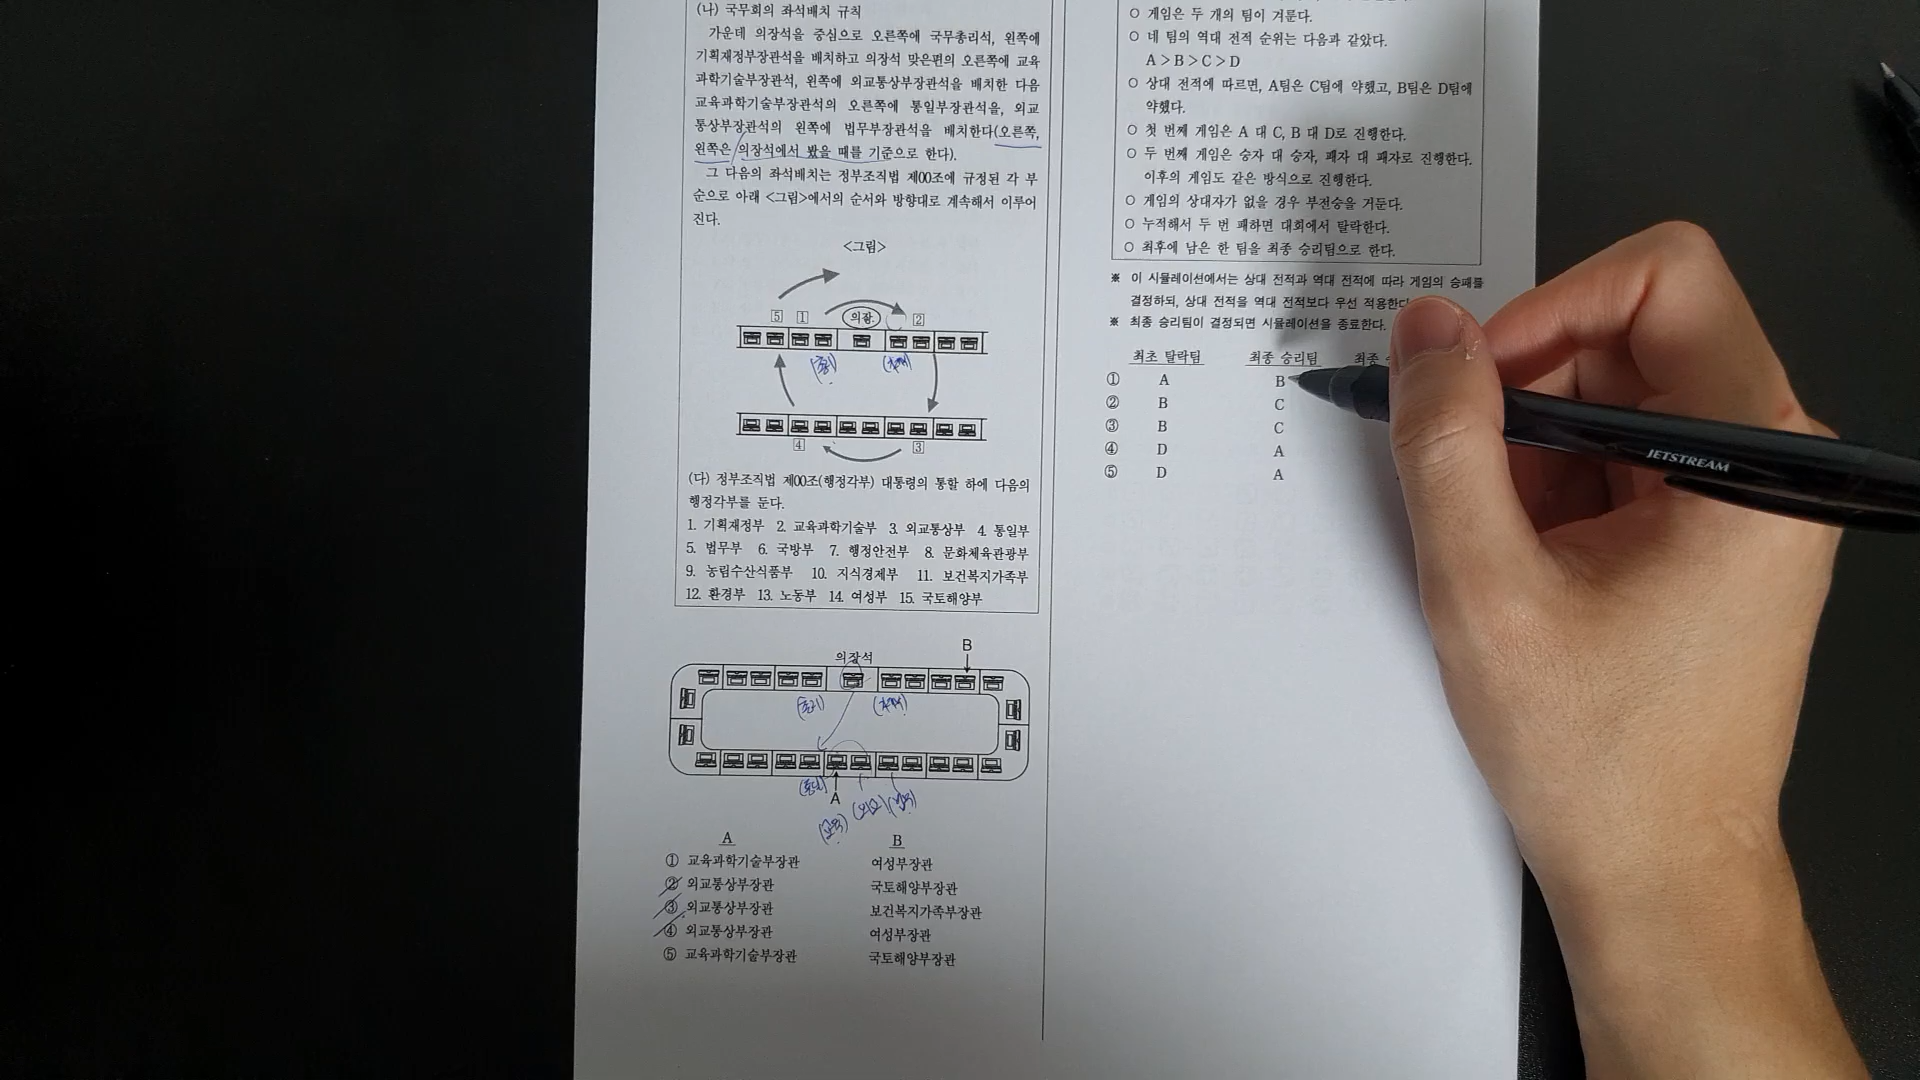 (나) 국무회의 좌석배치 규칙
가운데 의장석을 중심으로 오른쪽에 국무총리석, 왼쪽에
기획재정부장관석을 배치하고 의장석 맞은편의 오른쪽에 교육
과학기술부장관석, 왼쪽에 외교통상부장관석을 배치한 다음
교육과학기술부장관석의 오른쪽에 통일부장관석을, 외교
통상부장관석의 왼쪽에 법무부장관석을 배치한다(오른쪽,
왼쪽은 의장석에서 봤을 때를 기준으로 한다).
그 다음의 좌석배치는 정부조직법 제00조에 규정된 각 부
순으로 아래 <그림>에서의 순서와 방향대로 계속해서 이루어
진다.
<그림>
5 1 의장 2
(총리)
4 3
(다) 정부조직법 제00조(행정각부) 대통령의 통할 하에 다음의
행정각부를 둔다.
1. 기획재정부 2. 교육과학기술부 3. 외교통상부 4. 통일부
5. 법무부 6. 국방부 7. 행정안전부 8. 문화체육관광부
9. 농림수산식품부 10. 지식경제부 11. 보건복지가족부
12. 환경부 13. 노동부 14. 여성부 15. 국토해양부
B
의장석
(총리)
A
A B
① 교육과학기술부장관 여성부장관
② 외교통상부장관 국토해양부장관
③ 외교통상부장관 보건복지가족부장관
④ 외교통상부장관 여성부장관
⑤ 교육과학기술부장관 국토해양부장관
○ 게임은 두 개의 팀이 겨룬다.
○ 네 팀의 역대 전적 순위는 다음과 같았다.
A > B > C > D
○ 상대 전적에 따르면, A팀은 C팀에 약했고, B팀은 D팀에
약했다.
○ 첫 번째 게임은 A 대 C, B 대 D로 진행한다.
○ 두 번째 게임은 승자 대 승자, 패자 대 패자로 진행한다.
이후의 게임도 같은 방식으로 진행한다.
○ 게임의 상대자가 없을 경우 부전승을 거둔다.
○ 누적해서 두 번 패하면 대회에서 탈락한다.
○ 최후에 남은 한 팀을 최종 승리팀으로 한다.
※ 이 시뮬레이션에서는 상대 전적과 역대 전적에 따라 게임의 승패를
결정하되, 상대 전적을 역대 전적보다 우선 적용한다
※ 최종 승리팀이 결정되면 시뮬레이션을 종료한다.
최초 탈락팀 최종 승리팀 최종
① A B
② B C
③ B C
④ D A
⑤ D A
JETSTREAM